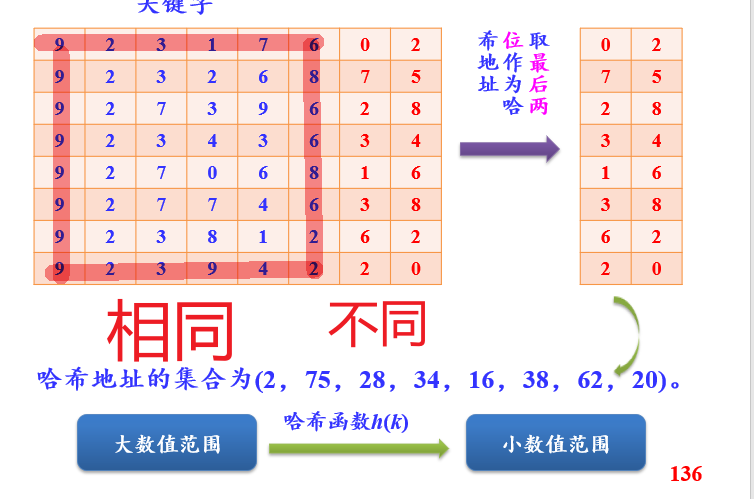 关键字
9 2 3 1 7 6 0 2
9 2 3 2 6 8 7 5
9 2 7 3 9 6 2 8
9 2 3 4 3 6 3 4
9 2 7 0 6 8 1 6
9 2 7 7 4 6 3 8
9 2 3 8 1 2 6 2
9 2 3 9 4 2 2 0
取最后两
位作为哈
希地址
0 2
7 5
2 8
3 4
1 6
3 8
6 2
2 0
相同
不同
哈希地址的集合为(2，75，28，34，16，38，62，20)。
大数值范围
哈希函数h(k)
小数值范围
136